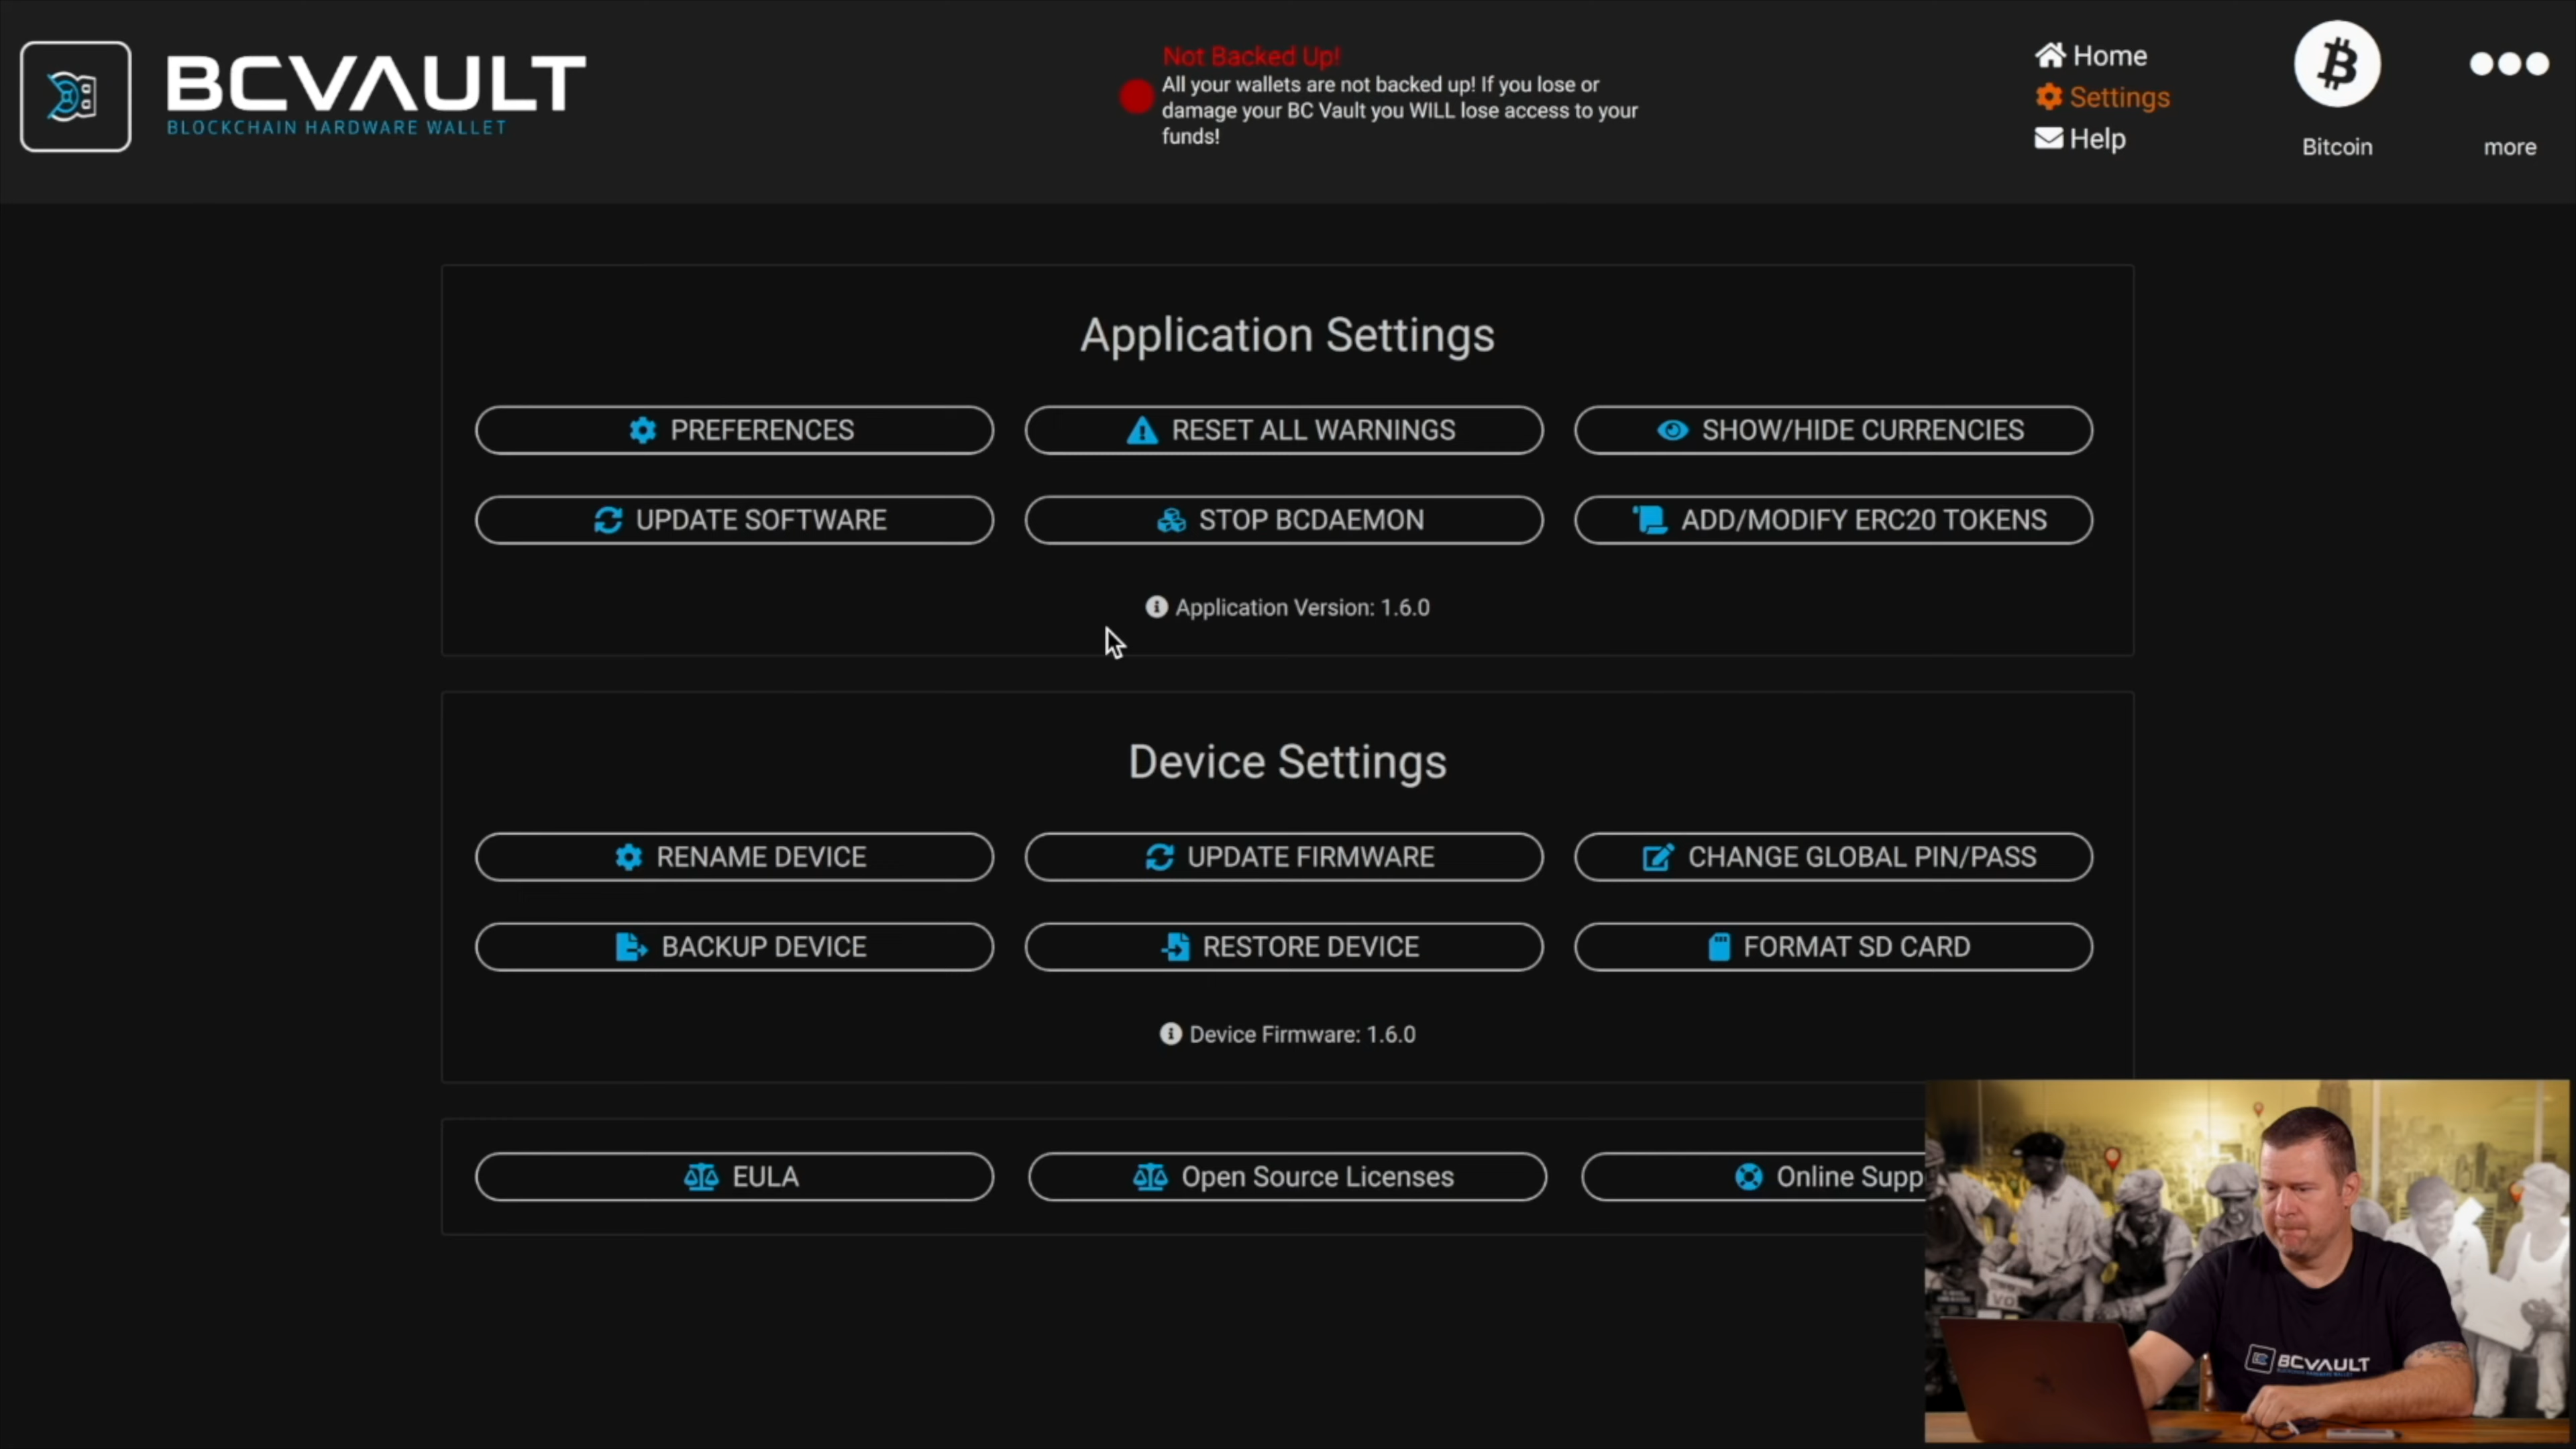 BCVAULT
BLOCKCHAIN HARDWARE WALLET
Not Backed Up!
All your wallets are not backed up! If you lose or
damage your BC Vault you WILL lose access to your
funds!
Home
Settings
Help
Bitcoin
more
Application Settings
PREFERENCES
RESET ALL WARNINGS
SHOW/HIDE CURRENCIES
UPDATE SOFTWARE
STOP BCDAEMON
ADD/MODIFY ERC20 TOKENS
Application Version: 1.6.0
Device Settings
RENAME DEVICE
UPDATE FIRMWARE
CHANGE GLOBAL PIN/PASS
BACKUP DEVICE
RESTORE DEVICE
FORMAT SD CARD
Device Firmware: 1.6.0
EULA
Open Source Licenses
Online Supp
BCVAULT